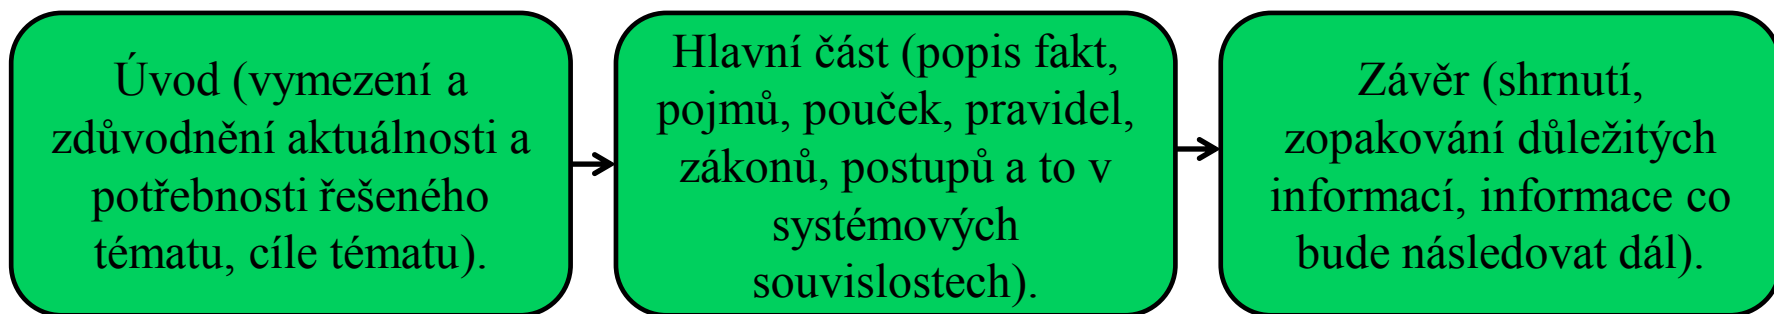 Úvod (vymezení a
zdůvodnění aktuálnosti a
potřebnosti řešeného
tématu, cíle tématu).
Hlavní část (popis fakt,
pojmů, pouček, pravidel,
zákonů, postupů a to v
systémových
souvislostech).
Závěr (shrnutí,
zopakování důležitých
informací, informace co
bude následovat dál).